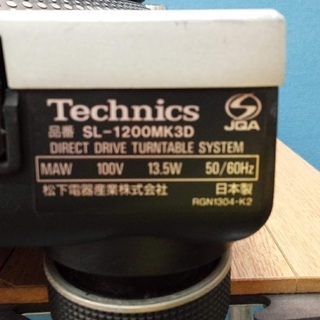 Technics
JQA
品番 SL-1200MK3D
DIRECT DRIVE TURNTABLE SYSTEM
MAW 100V 13.5W 50/60Hz
松下電器産業株式会社 日本製
RGN1304-K2